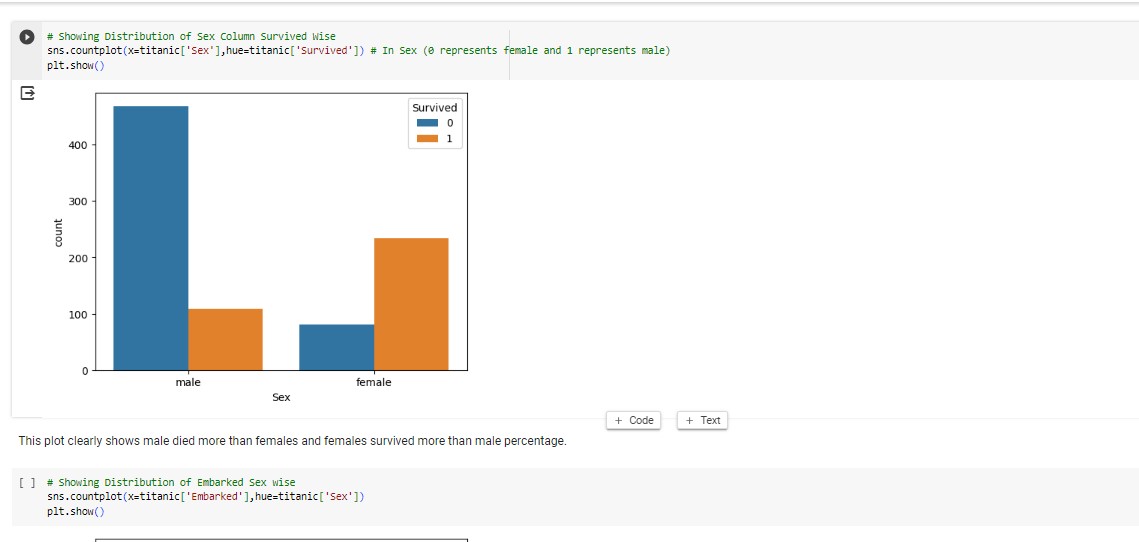 # Showing Distribution of Sex Column Survived Wise
sns.countplot(x=titanic['Sex'],hue=titanic['Survived']) # In Sex (0 represents female and 1 represents male)
plt.show()
Survived
0
1
400
300
200
100
0
count
male female
Sex
+ Code + Text
This plot clearly shows male died more than females and females survived more than male percentage.
[ ] # Showing Distribution of Embarked Sex wise
sns.countplot(x=titanic['Embarked'],hue=titanic['Sex'])
plt.show()